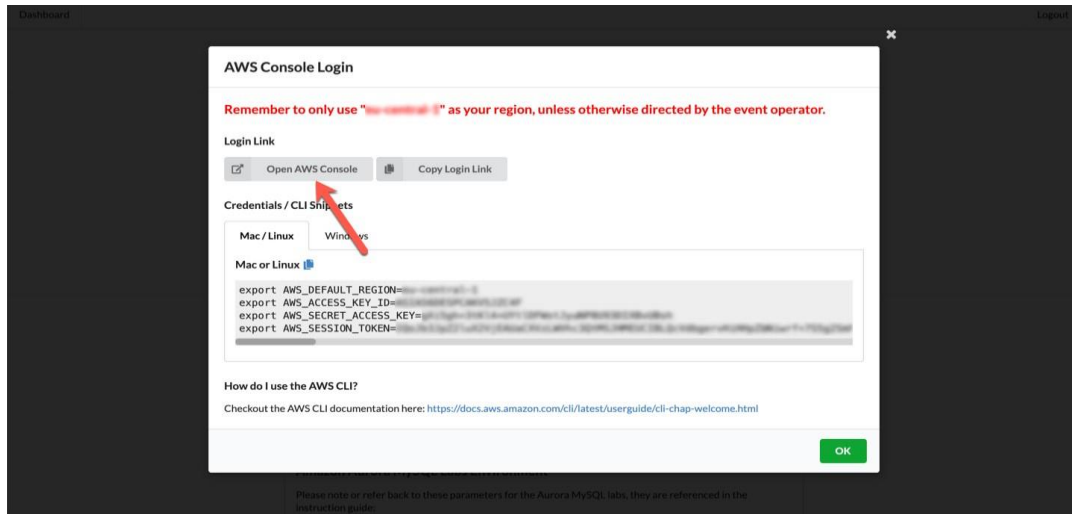 Dashboard
Logout
AWS Console Login
Remember to only use "" as your region, unless otherwise directed by the event operator.
Login Link
Open AWS Console
Copy Login Link
Credentials / CLI Snippets
Mac / Linux
Windows
Mac or Linux
export AWS_DEFAULT_REGION=
export AWS_ACCESS_KEY_ID=
export AWS_SECRET_ACCESS_KEY=
export AWS_SESSION_TOKEN=
How do I use the AWS CLI?
Checkout the AWS CLI documentation here: https://docs.aws.amazon.com/cli/latest/userguide/cli-chap-welcome.html
OK
Please note or refer back to these parameters for the Aurora MySQL labs, they are referenced in the
instruction guide: